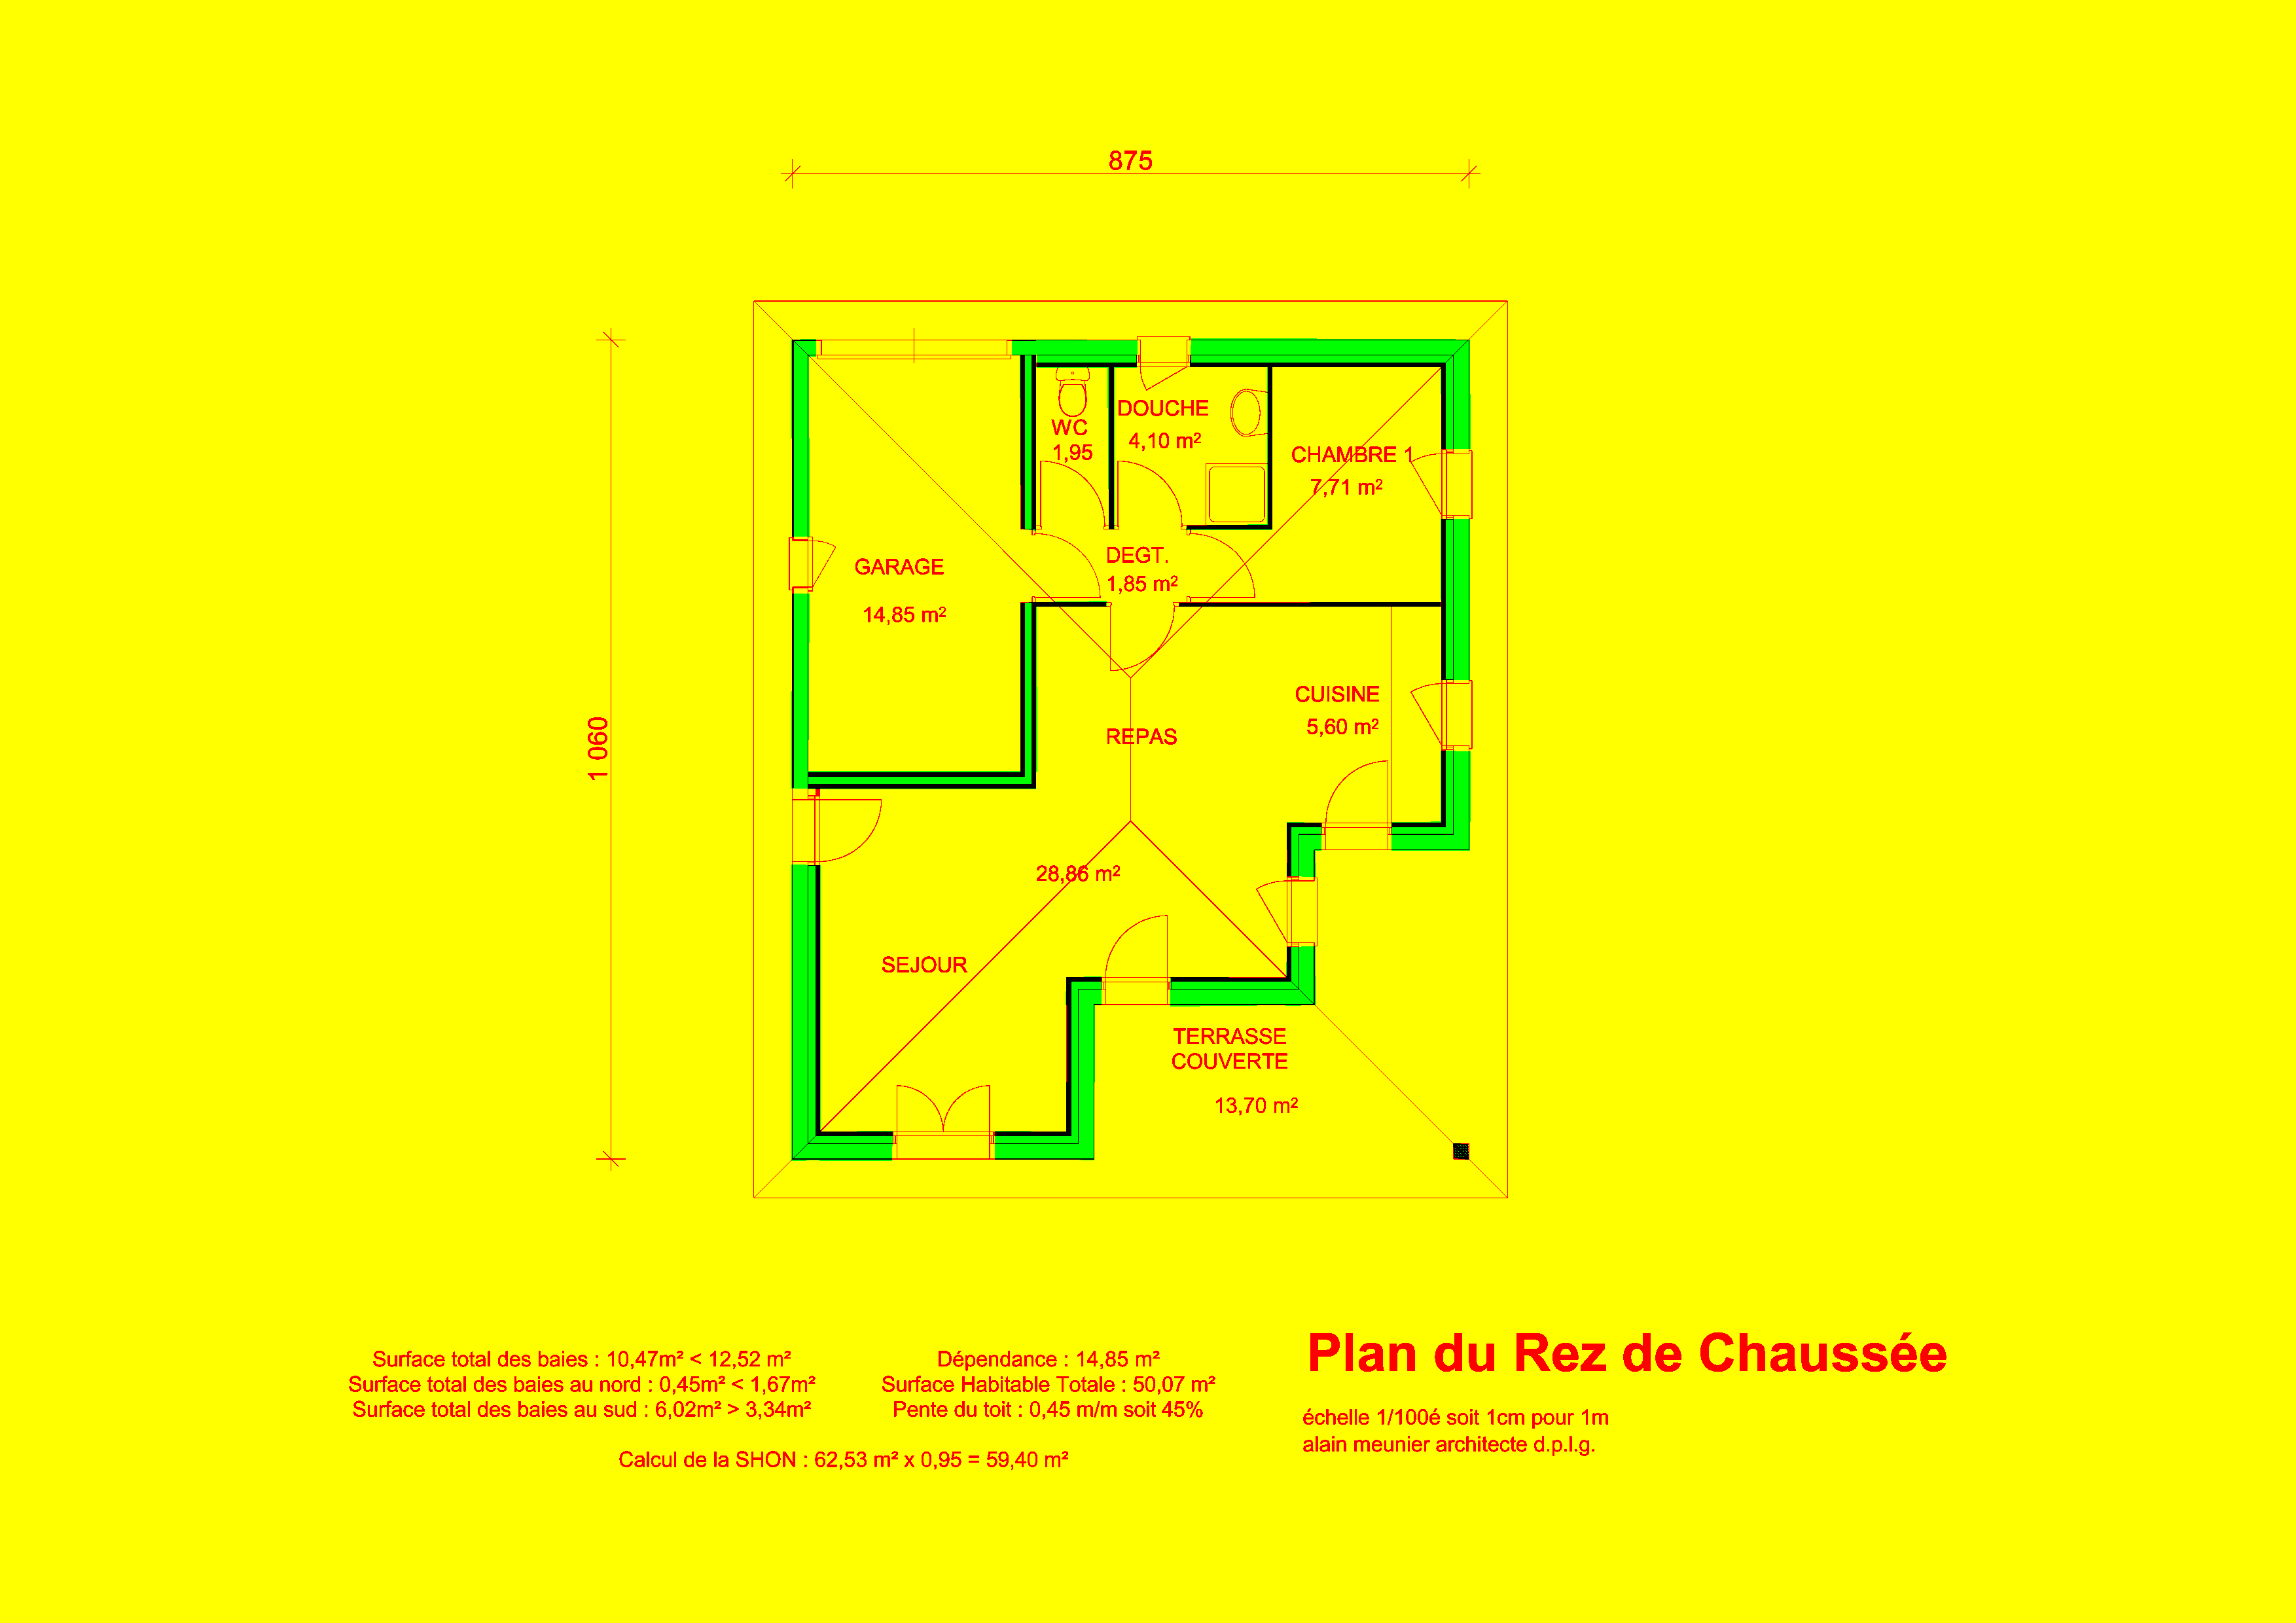 875
WC
1,95
DOUCHE
4,10 m²
CHAMBRE 1
7,71 m²
GARAGE
14,85 m²
DEGT.
1,85 m²
1 060
CUISINE
5,60 m²
REPAS
28,86 m²
SEJOUR
TERRASSE
COUVERTE
13,70 m²
Surface total des baies : 10,47m² < 12,52 m²
Surface total des baies au nord : 0,45m² < 1,67m²
Surface total des baies au sud : 6,02m² > 3,34m²
Dépendance : 14,85 m²
Surface Habitable Totale : 50,07 m²
Pente du toit : 0,45 m/m soit 45%
Calcul de la SHON : 62,53 m² x 0,95 = 59,40 m²
Plan du Rez de Chaussée
échelle 1/100é soit 1cm pour 1m
alain meunier architecte d.p.l.g.